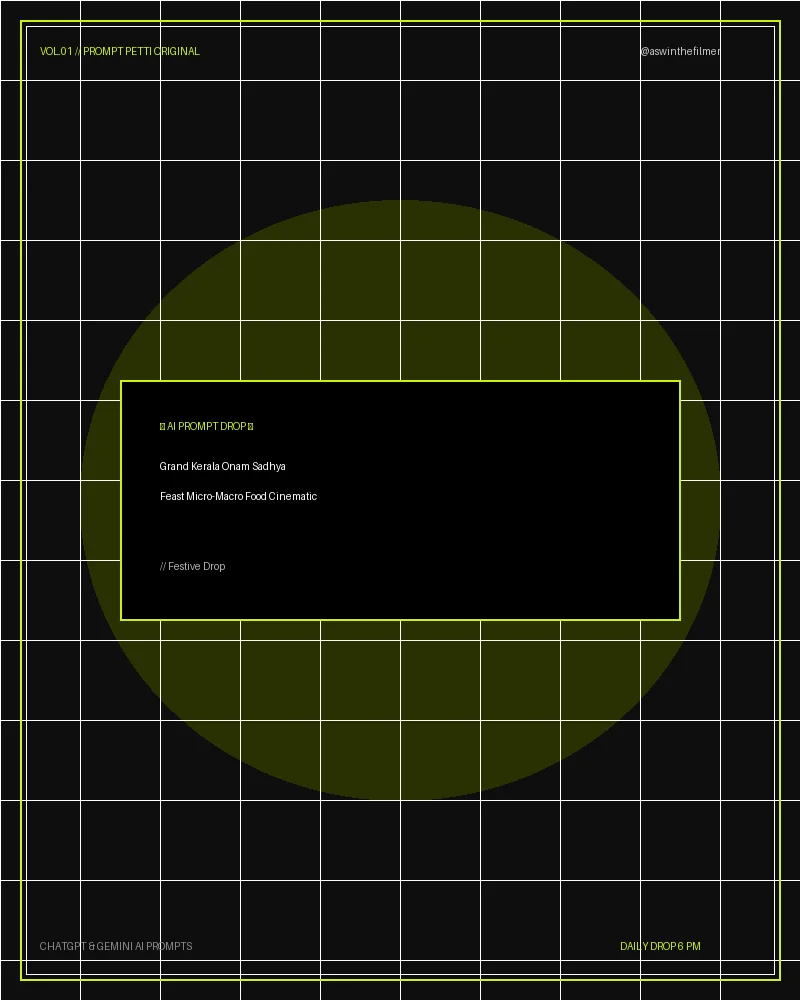 VOL.01 // PROMPT PETTI ORIGINAL
@aswinthefilmer
AI PROMPT DROP
Grand Kerala Onam Sadhya
Feast Micro-Macro Food Cinematic
// Festive Drop
CHATGPT & GEMINI AI PROMPTS
DAILY DROP 6 PM